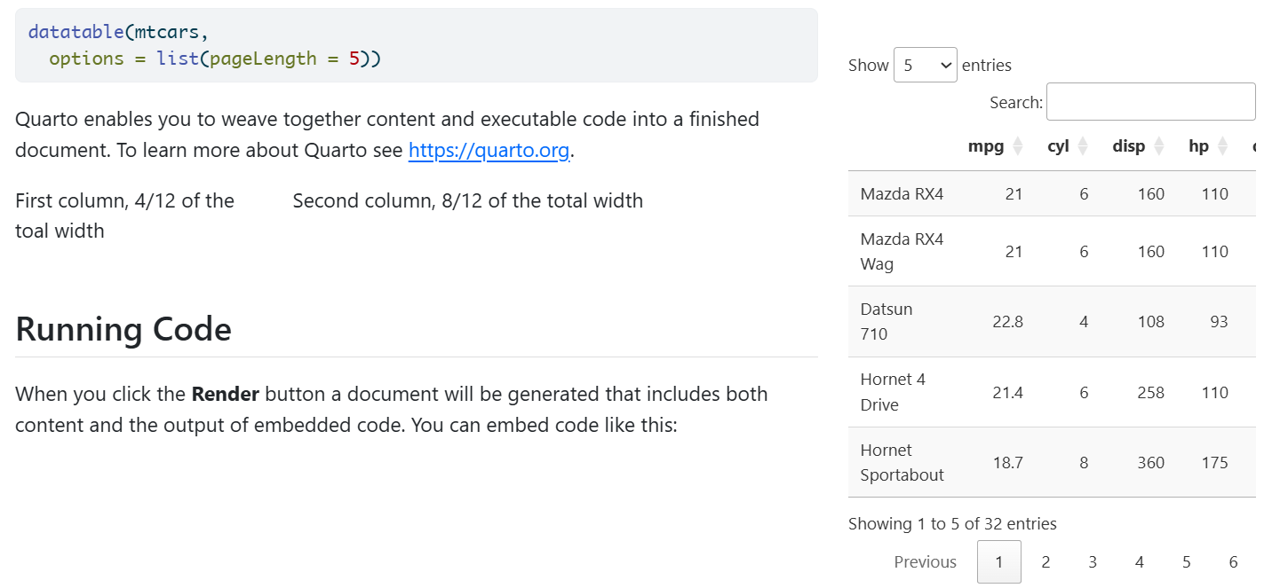 datatable(mtcars,
  options = list(pageLength = 5))
Quarto enables you to weave together content and executable code into a finished
document. To learn more about Quarto see https://quarto.org.
First column, 4/12 of the
toal width
Second column, 8/12 of the total width
Running Code
When you click the Render button a document will be generated that includes both
content and the output of embedded code. You can embed code like this:
Show 5 entries
Search:
mpg cyl disp hp
Mazda RX4 21 6 160 110
Mazda RX4
Wag 21 6 160 110
Datsun
710 22.8 4 108 93
Hornet 4
Drive 21.4 6 258 110
Hornet
Sportabout 18.7 8 360 175
Showing 1 to 5 of 32 entries
Previous 1 2 3 4 5 6